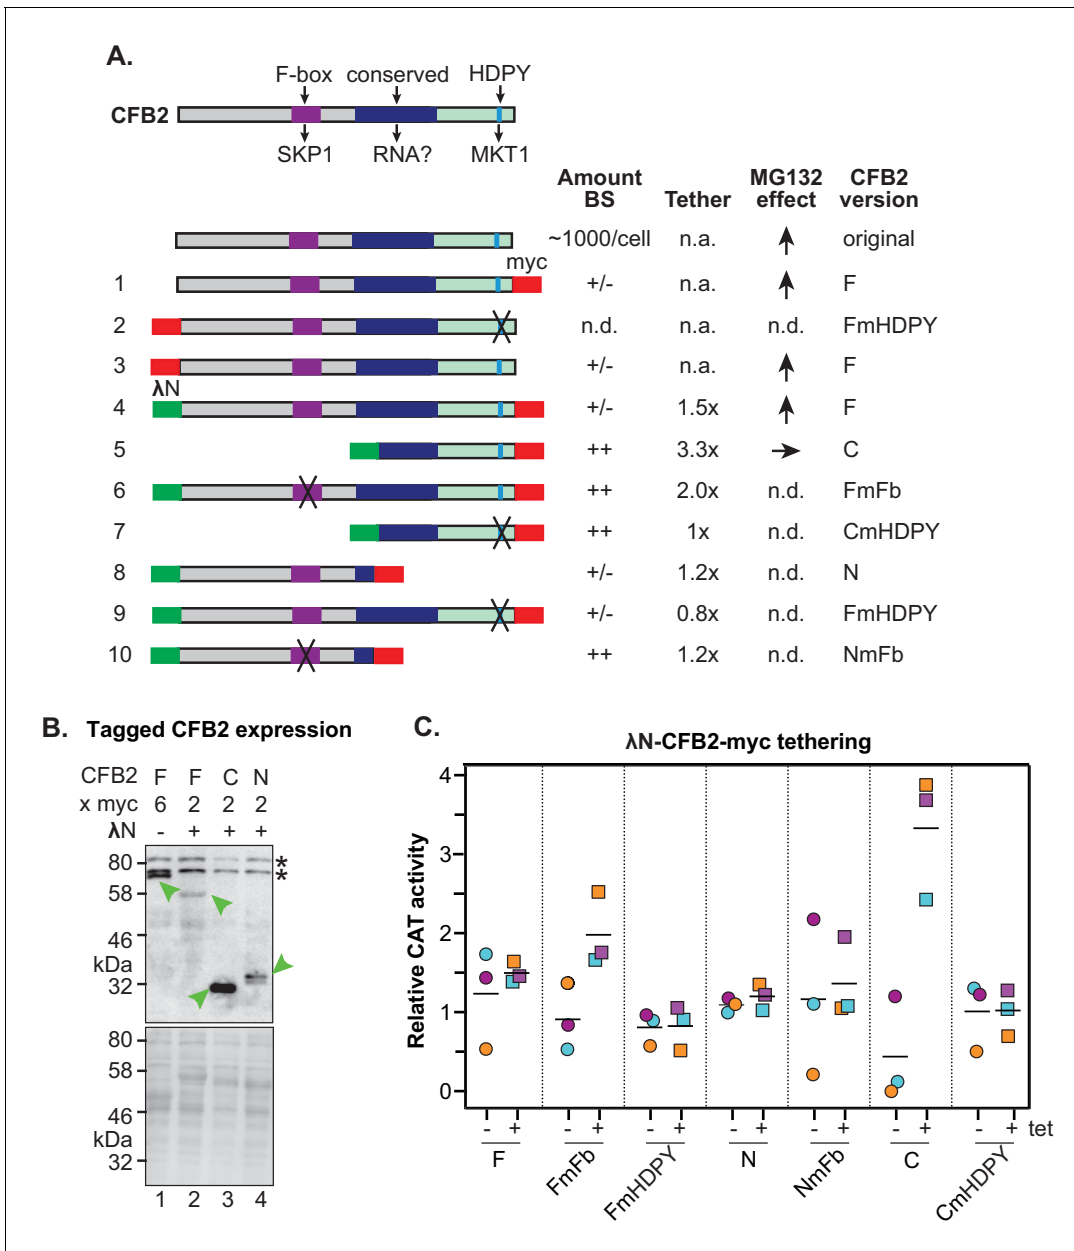 A.
F-box conserved HDPY
CFB2
SKP1 RNA? MKT1
Amount BS Tether MG132 effect CFB2 version
~1000/cell n.a. original
myc
1 +/- n.a. F
2 n.d. n.a. n.d. FmHDPY
3 +/- n.a. F
λN
4 +/- 1.5x F
5 ++ 3.3x C
6 ++ 2.0x n.d. FmFb
7 ++ 1x n.d. CmHDPY
8 +/- 1.2x n.d. N
9 +/- 0.8x n.d. FmHDPY
10 ++ 1.2x n.d. NmFb
B. Tagged CFB2 expression
CFB2 F F C N
x myc 6 2 2 2
λN - + + +
80 *
*
58
46
kDa
32
80
58
46
kDa
32
1 2 3 4
C.
λN-CFB2-myc tethering
Relative CAT activity
4
3
2
1
0
- + - + - + - + - + - + - + tet
F FmFb FmHDPY N NmFb C CmHDPY